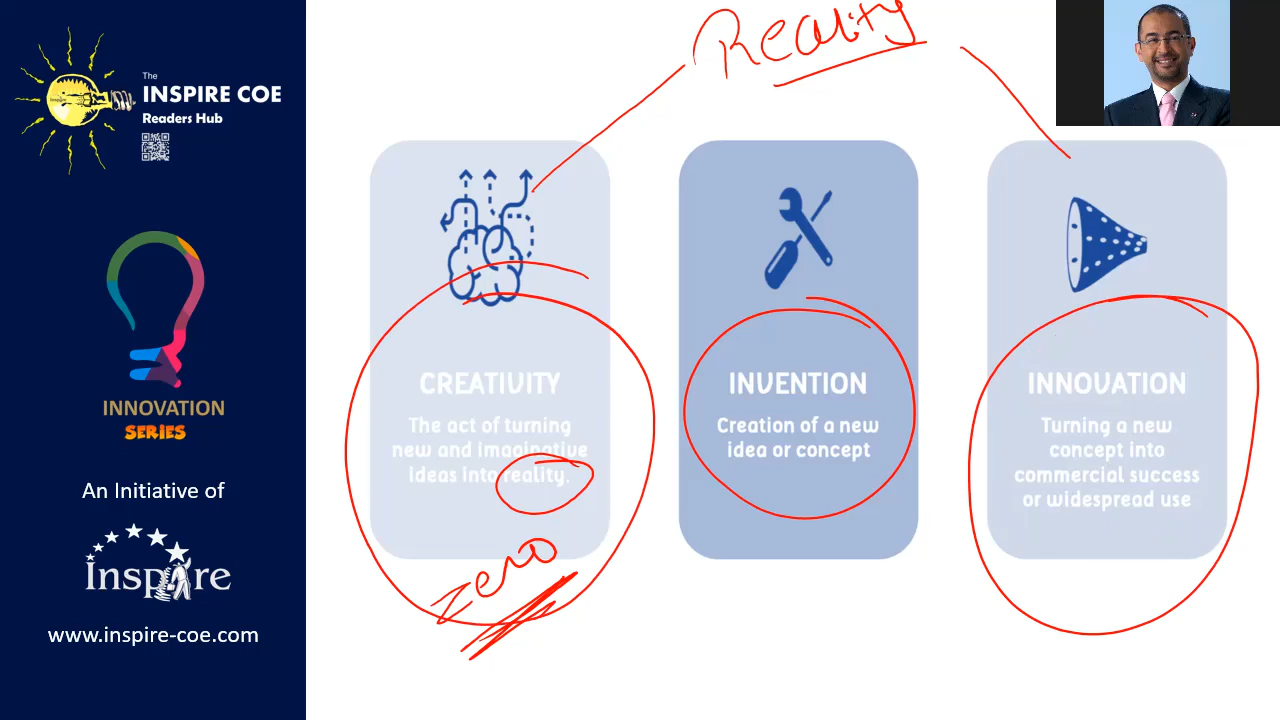 The
INSPIRE COE
Readers Hub
INNOVATION
SERIES
An Initiative of
Inspire
www.inspire-coe.com
Reality
CREATIVITY
The act of turning
new and imaginative
ideas into reality.
zero
INVENTION
Creation of a new
idea or concept
INNOVATION
Turning a new
concept into
commercial success
or widespread use